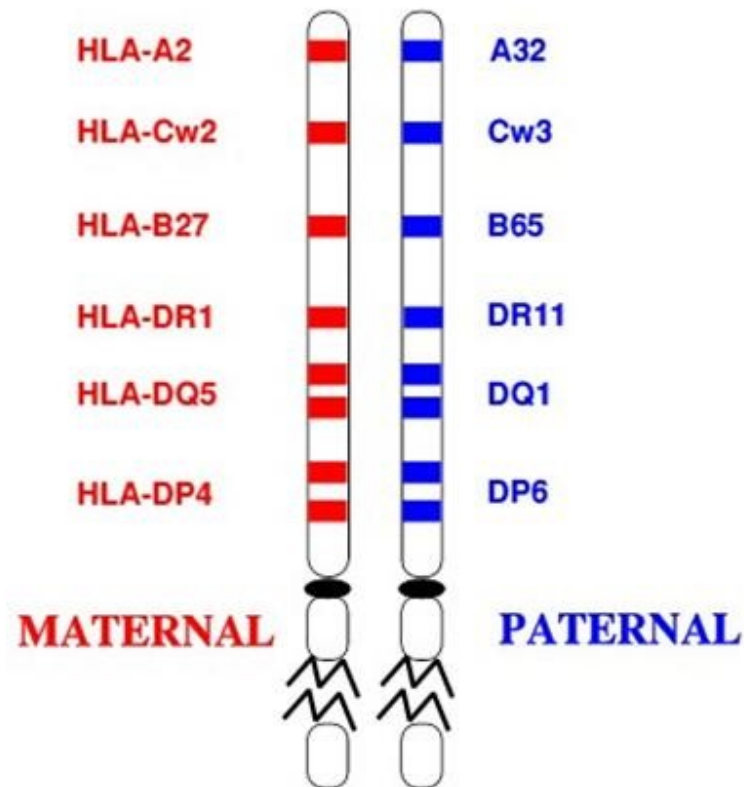 HLA-A2 A32
HLA-Cw2 Cw3
HLA-B27 B65
HLA-DR1 DR11
HLA-DQ5 DQ1
HLA-DP4 DP6
MATERNAL PATERNAL